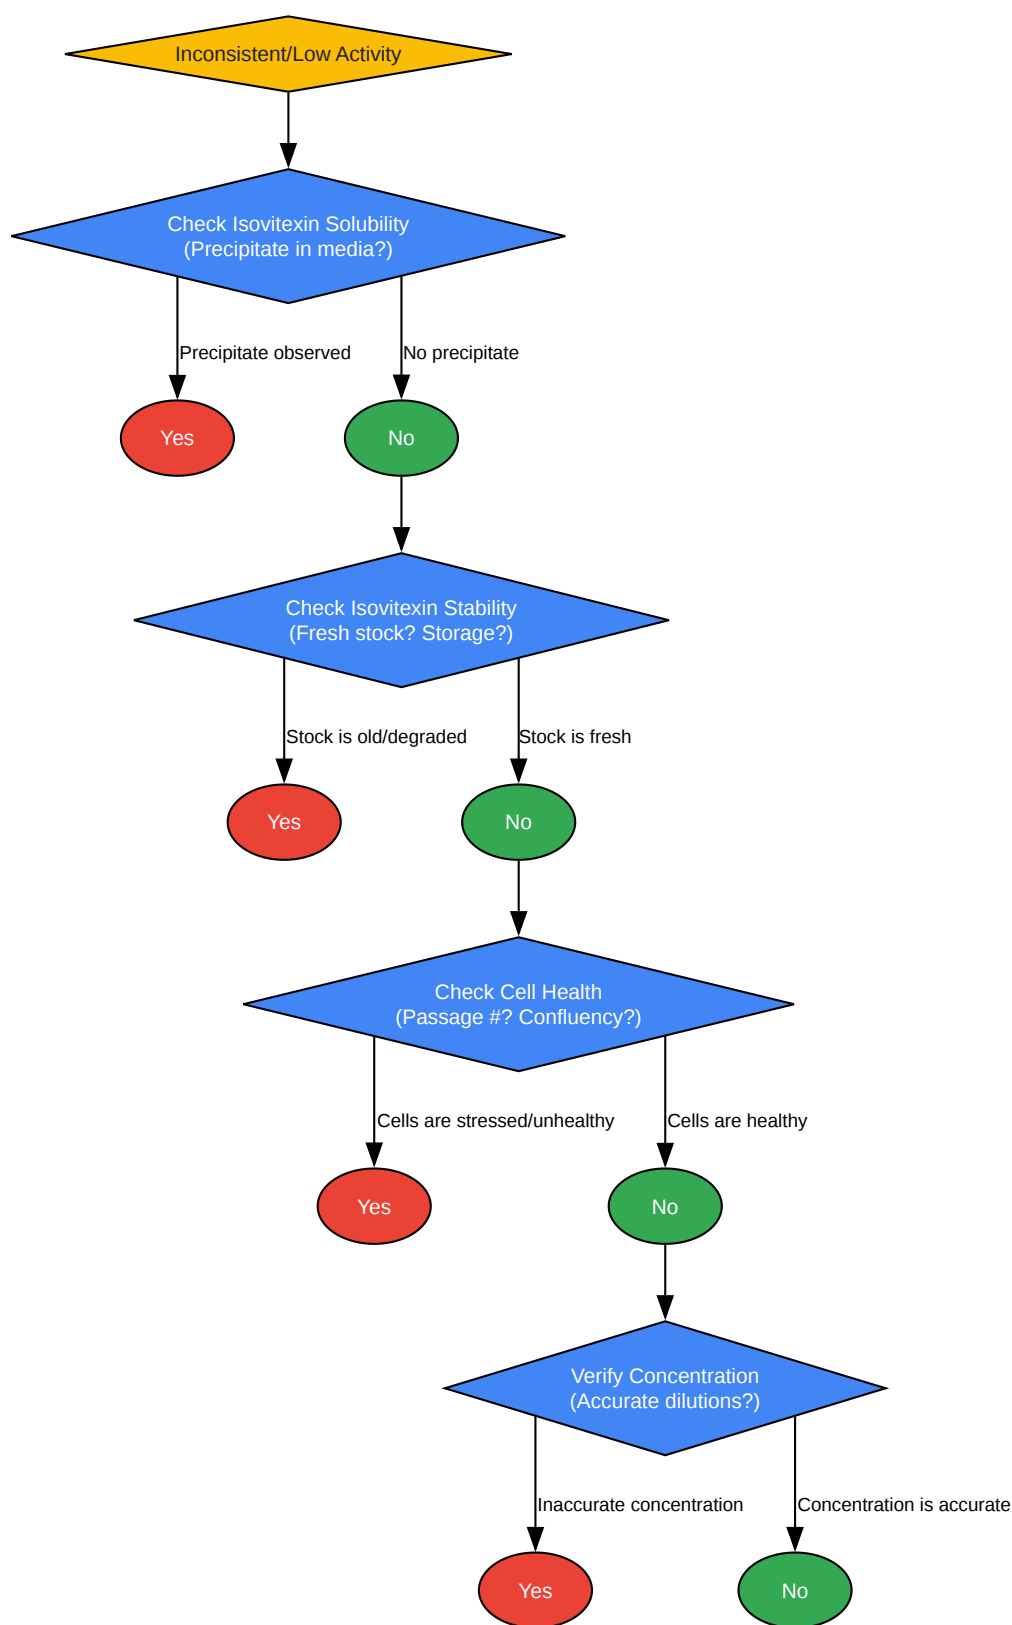 Inconsistent/Low Activity
Check Isovitexin Solubility
(Precipitate in media?)
Precipitate observed
No precipitate
Yes
No
Check Isovitexin Stability
(Fresh stock? Storage?)
Stock is old/degraded
Stock is fresh
Yes
No
Check Cell Health
(Passage #? Confluency?)
Cells are stressed/unhealthy
Cells are healthy
Yes
No
Verify Concentration
(Accurate dilutions?)
Inaccurate concentration
Concentration is accurate
Yes
No